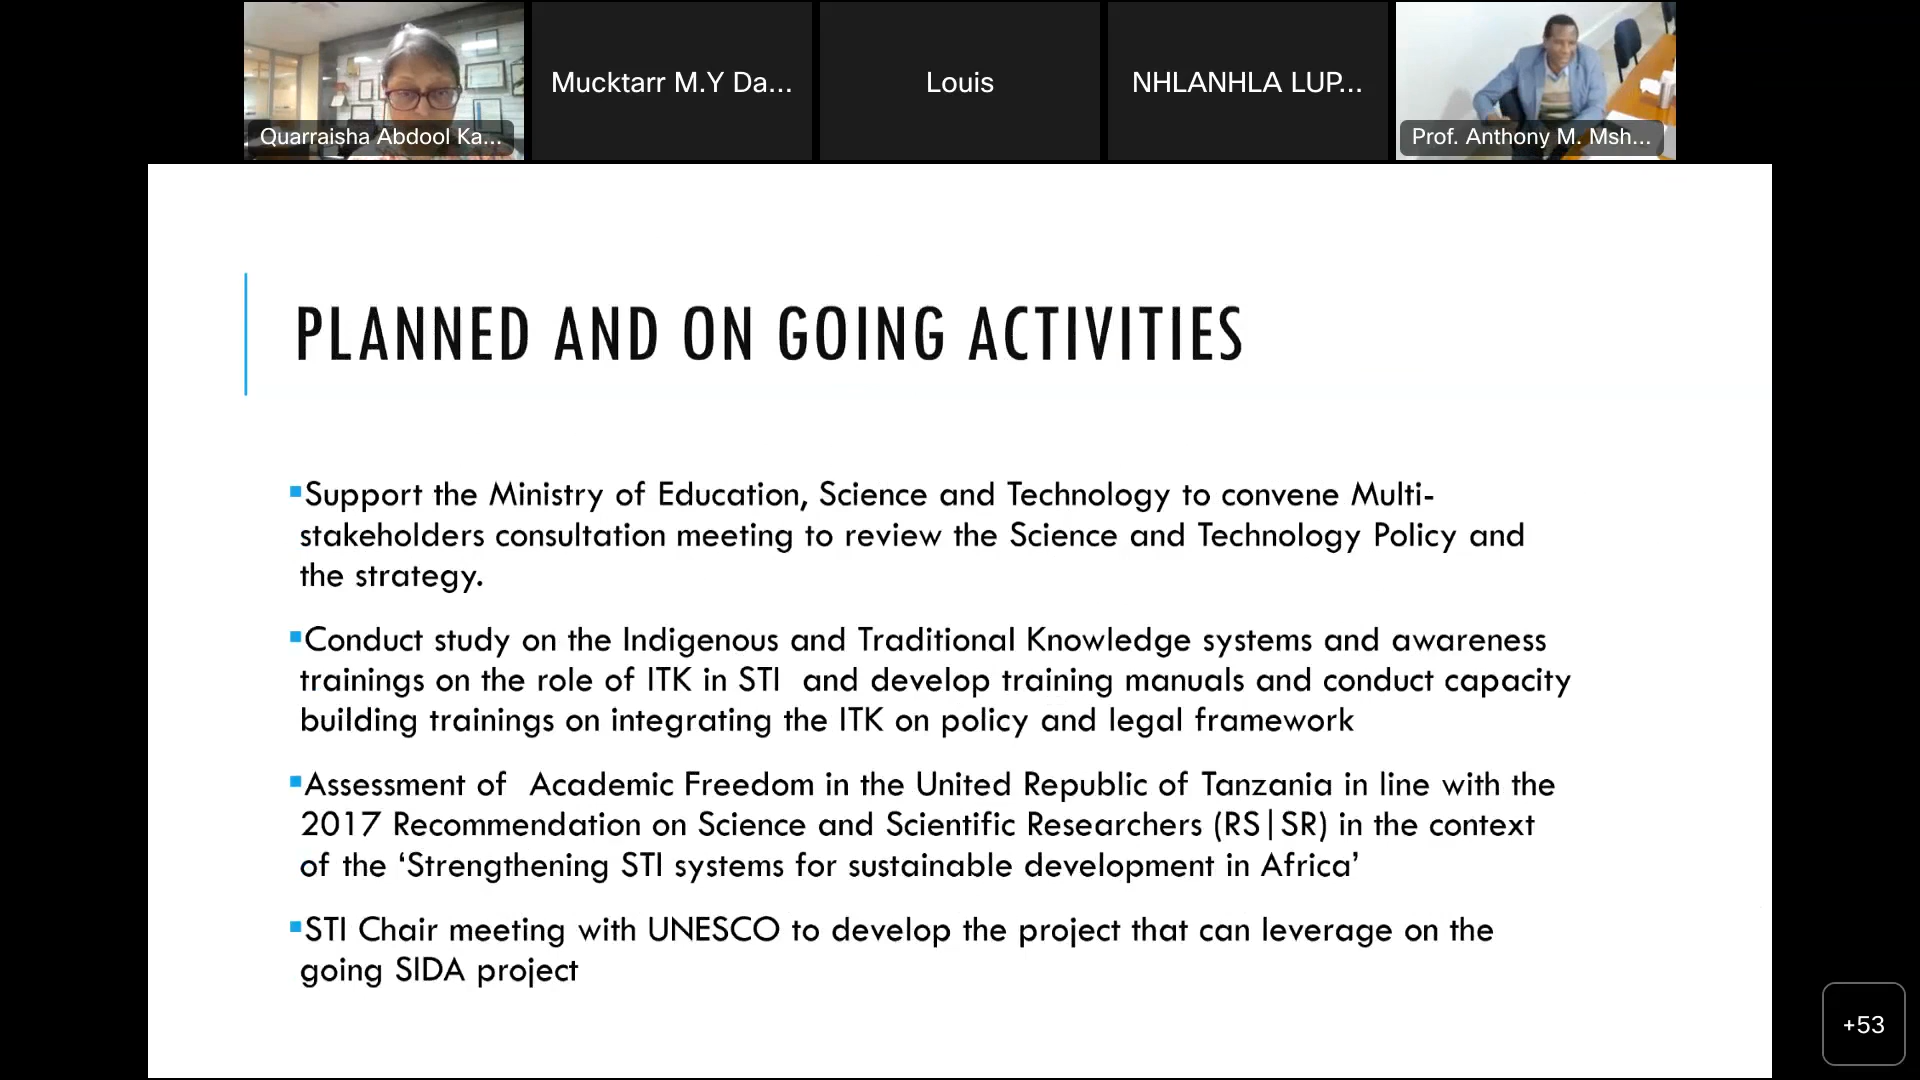 Quarraisha Abdool Ka...
Mucktarr M.Y Da...
Louis
NHLANHLA LUP...
Prof. Anthony M. Msh...
PLANNED AND ON GOING ACTIVITIES
▪Support the Ministry of Education, Science and Technology to convene Multi-
stakeholders consultation meeting to review the Science and Technology Policy and
the strategy.
▪Conduct study on the Indigenous and Traditional Knowledge systems and awareness
trainings on the role of ITK in STI  and develop training manuals and conduct capacity
building trainings on integrating the ITK on policy and legal framework
▪Assessment of  Academic Freedom in the United Republic of Tanzania in line with the
2017 Recommendation on Science and Scientific Researchers (RS|SR) in the context
of the ‘Strengthening STI systems for sustainable development in Africa’
▪STI Chair meeting with UNESCO to develop the project that can leverage on the
going SIDA project
+53